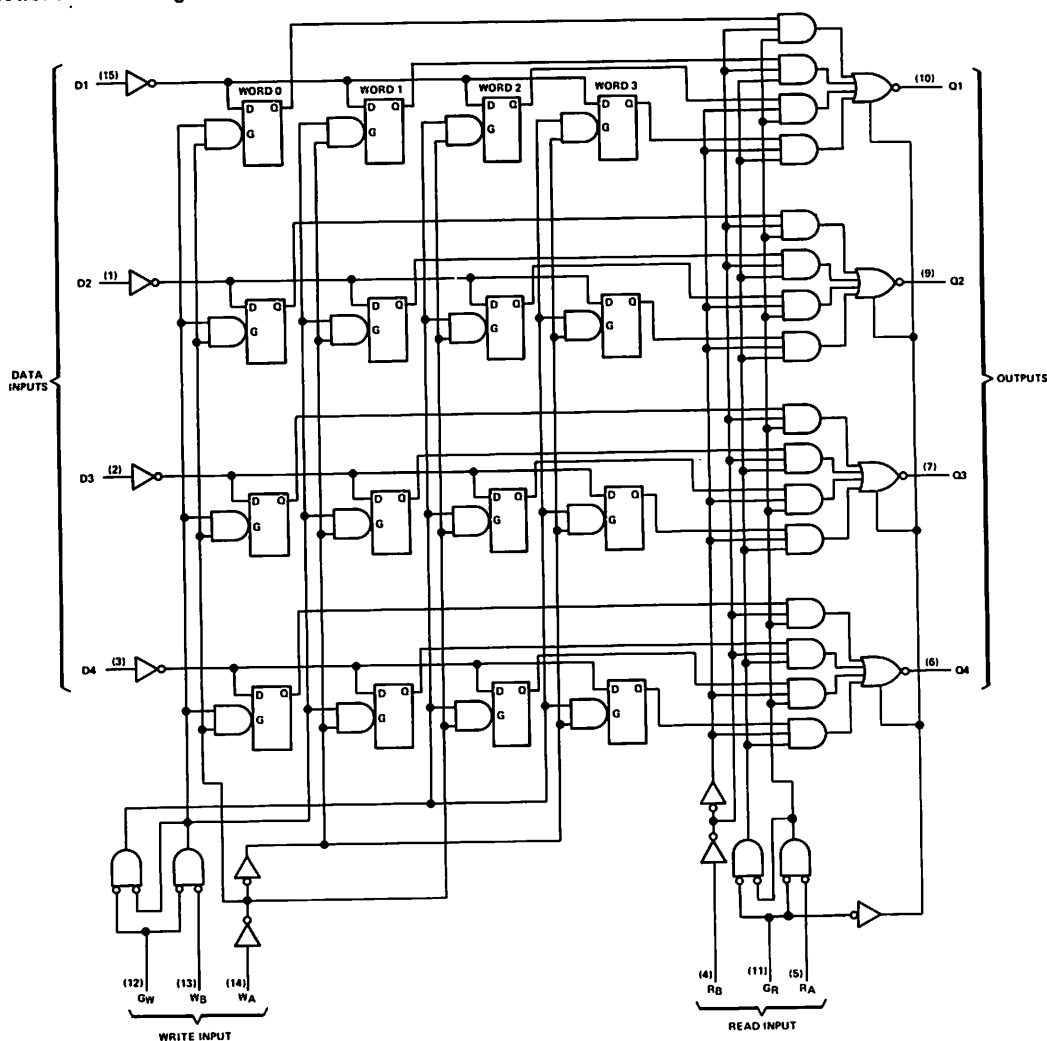 D1 (15) WORD 0 WORD 1 WORD 2 WORD 3 (10) Q1
D Q D Q D Q D Q
G G G G
D2 (1) (9) Q2
D Q D Q D Q D Q
G G G G
DATA INPUTS
OUTPUTS
D3 (2) (7) Q3
D Q D Q D Q D Q
G G G G
D4 (3) (6) Q4
D Q D Q D Q D Q
G G G G
(12) (13) (14) (4) (11) (5)
GW WB WA RB GR RA
WRITE INPUT READ INPUT